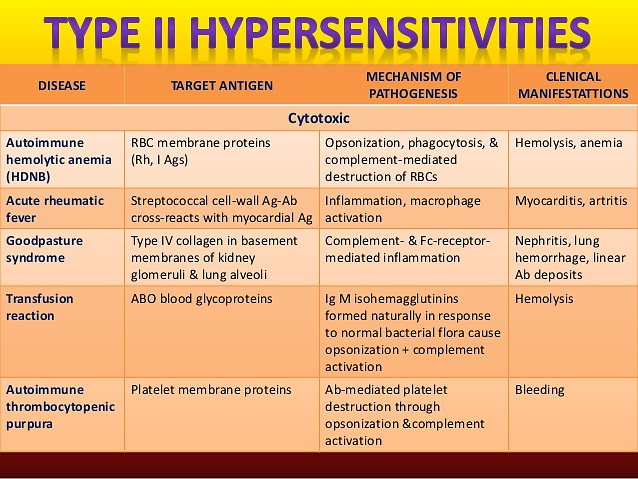 TYPE II HYPERSENSITIVITIES
DISEASE
TARGET ANTIGEN
MECHANISM OF
PATHOGENESIS
CLENICAL
MANIFESTATTIONS
Cytotoxic
Autoimmune
hemolytic anemia
(HDNB)
RBC membrane proteins
(Rh, I Ags)
Opsonization, phagocytosis, &
complement-mediated
destruction of RBCs
Hemolysis, anemia
Acute rheumatic
fever
Streptococcal cell-wall Ag-Ab
cross-reacts with myocardial Ag
Inflammation, macrophage
activation
Myocarditis, artritis
Goodpasture
syndrome
Type IV collagen in basement
membranes of kidney
glomeruli & lung alveoli
Complement- & Fc-receptor-
mediated inflammation
Nephritis, lung
hemorrhage, linear
Ab deposits
Transfusion
reaction
ABO blood glycoproteins
Ig M isohemagglutinins
formed naturally in response
to normal bacterial flora cause
opsonization + complement
activation
Hemolysis
Autoimmune
thrombocytopenic
purpura
Platelet membrane proteins
Ab-mediated platelet
destruction through
opsonization &complement
activation
Bleeding